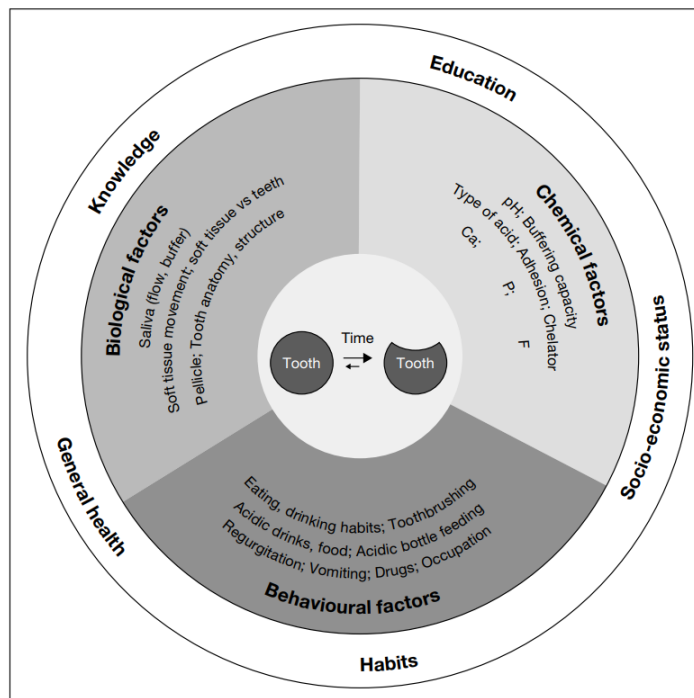 Education
Knowledge
Socio-economic status
General health
Habits
Biological factors
Saliva (flow, buffer)
Soft tissue movement; soft tissue vs teeth
Pellicle; Tooth anatomy, structure
Chemical factors
pH; Buffering capacity
Type of acid; Adhesion; Chelator
Ca; P; F
Time
Tooth
Tooth
Eating, drinking habits; Toothbrushing
Acidic drinks, food; Acidic bottle feeding
Regurgitation; Vomiting; Drugs; Occupation
Behavioural factors